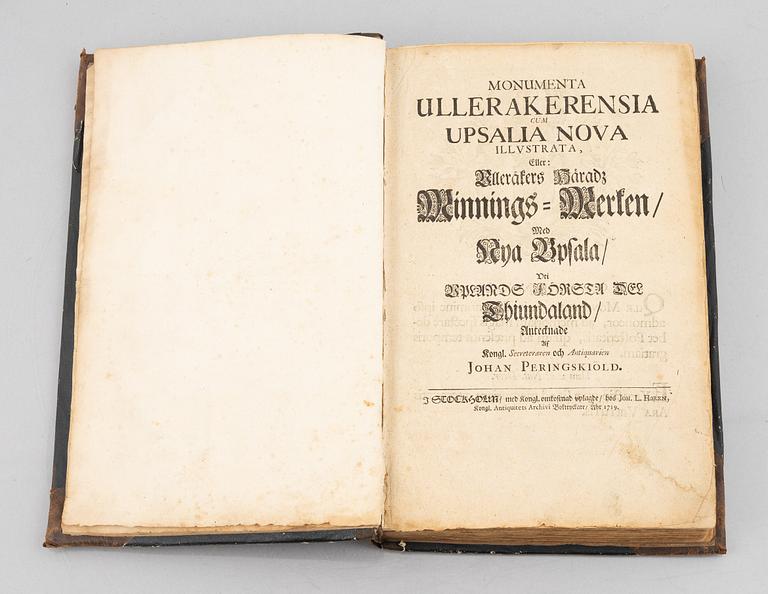 MONUMENTA
ULLERAKERENSIA
CUM
UPSALIA NOVA
ILLVSTRATA,
Eller:
Ulleråkers Häradz
Minnings-Merken/
Med
Nya Upsala/
Uti
UPLANDS FÖRSTA DEL
Thiundaland/
Antecknade
Af
Kongl. Secreteraren och Antiquarien
JOHAN PERINGSKIOLD.
I STOCKHOLM/ med Kongl. omkostnad uplagde/ hos JOH. L. HORRN,
Kongl. Antiquitets Archivi Boktryckare/ Åhr 1719.